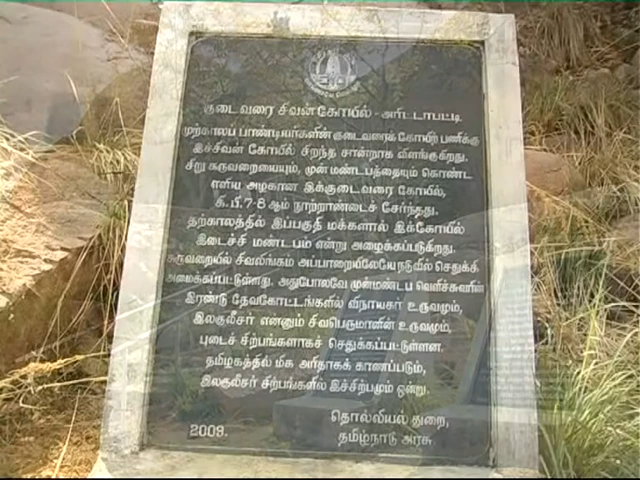 குடைவரை சிவன் கோயில் - அரிட்டாபட்டி
முற்காலப் பாண்டியர்களின் குடைவரைக் கோயிற் பணிக்கு
இச்சிவன் கோயில் சிறந்த சான்றாக விளங்குகிறது.
சிறு கருவறையையும், முன் மண்டபத்தையும் கொண்ட
எளிய அழகான இக்குடைவரை கோயில்,
கி.பி.7-8 ஆம் நூற்றாண்டைச் சேர்ந்தது.
தற்காலத்தில் இப்பகுதி மக்களால் இக்கோயில்
இடைச்சி மண்டபம் என்று அழைக்கப்படுகிறது.
கருவறையில் சிவலிங்கம் அப்பாறையிலேயே நடுவில் செதுக்கி
அமைக்கப்பட்டுள்ளது. அதுபோலவே முன்மண்டப வெளிச்சுவரின்
இரண்டு தேவகோட்டங்களில் விநாயகர் உருவமும்,
இலகுலீசர் என்னும் சிவபெருமானின் உருவமும்,
புடைச் சிற்பங்களாகச் செதுக்கப்பட்டுள்ளன.
தமிழகத்தில் மிக அரிதாகக் காணப்படும்,
இலகுலீசர் சிற்பங்களில் இச்சிற்பமும் ஒன்று.
தொல்லியல் துறை,
2009.
தமிழ்நாடு அரசு